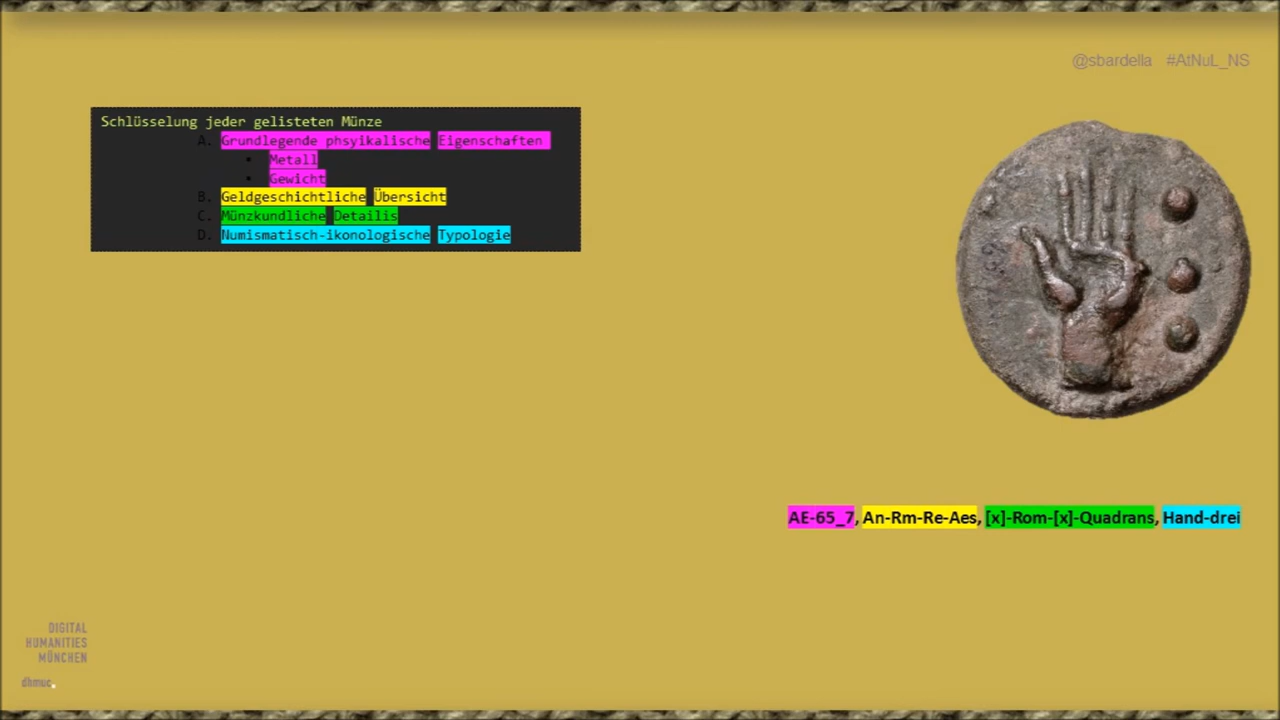 @sbardella #AtNuL_NS
Schlüsselung jeder gelisteten Münze
A. Grundlegende phsyikalische Eigenschaften
• Metall
• Gewicht
B. Geldgeschichtliche Übersicht
C. Münzkundliche Detailis
D. Numismatisch-ikonologische Typologie
AE-65_7, An-Rm-Re-Aes, [x]-Rom-[x]-Quadrans, Hand-drei
DIGITAL
HUMANITIES
MÜNCHEN
dhmuc.